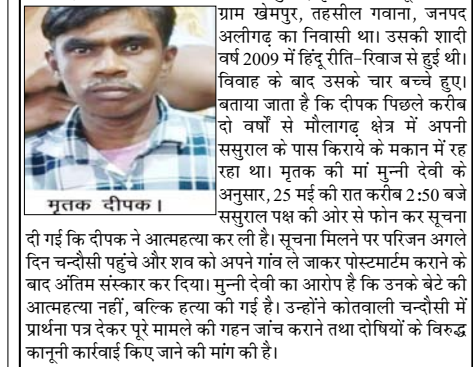 ग्राम खेमपुर, तहसील गवाना, जनपद
अलीगढ़ का निवासी था। उसकी शादी
वर्ष 2009 में हिंदू रीति-रिवाज से हुई थी।
विवाह के बाद उसके चार बच्चे हुए।
बताया जाता है कि दीपक पिछले करीब
दो वर्षों से मौलागढ़ क्षेत्र में अपनी
ससुराल के पास किराये के मकान में रह
रहा था। मृतक की मां मुन्नी देवी के
अनुसार, 25 मई की रात करीब 2:50 बजे
ससुराल पक्ष की ओर से फोन कर सूचना
मृतक दीपक।
दी गई कि दीपक ने आत्महत्या कर ली है। सूचना मिलने पर परिजन अगले
दिन चन्दौसी पहुंचे और शव को अपने गांव ले जाकर पोस्टमार्टम कराने के
बाद अंतिम संस्कार कर दिया। मुन्नी देवी का आरोप है कि उनके बेटे की
आत्महत्या नहीं, बल्कि हत्या की गई है। उन्होंने कोतवाली चन्दौसी में
प्रार्थना पत्र देकर पूरे मामले की गहन जांच कराने तथा दोषियों के विरुद्ध
कानूनी कार्रवाई किए जाने की मांग की है।